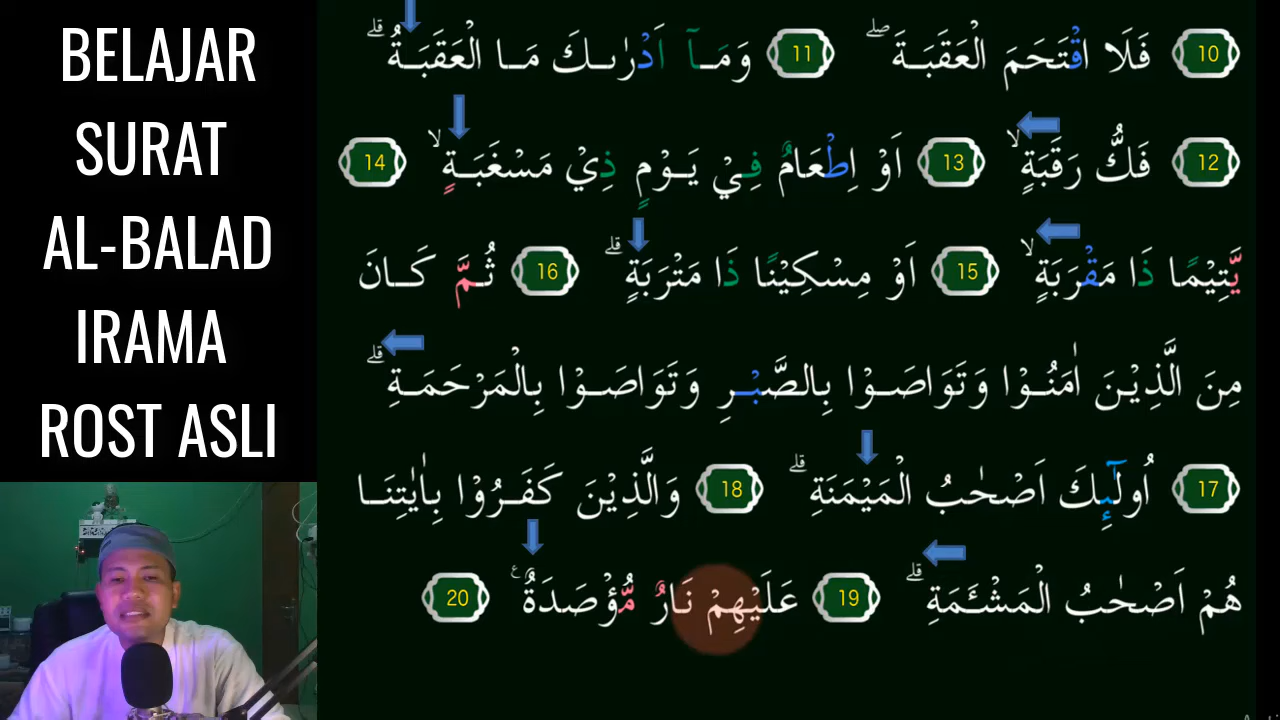 BELAJAR
SURAT
AL-BALAD
IRAMA
ROST ASLI
10 فَلَا اقْتَحَمَ الْعَقَبَةَ ۖ 11 وَمَآ اَدْرٰىكَ مَا الْعَقَبَةُ ۗ
12 فَكُّ رَقَبَةٍ ۙ 13 اَوْ اِطْعَامٌ فِيْ يَوْمٍ ذِيْ مَسْغَبَةٍ ۙ 14
يَّتِيْمًا ذَا مَقْرَبَةٍ ۙ 15 اَوْ مِسْكِيْنًا ذَا مَتْرَبَةٍ ۗ 16 ثُمَّ كَانَ
مِنَ الَّذِيْنَ اٰمَنُوْا وَتَوَاصَوْا بِالصَّبْرِ وَتَوَاصَوْا بِالْمَرْحَمَةِ ۗ
17 اُولٰۤىِٕكَ اَصْحٰبُ الْمَيْمَنَةِ ۗ 18 وَالَّذِيْنَ كَفَرُوْا بِاٰيٰتِنَا
هُمْ اَصْحٰبُ الْمَشْـَٔمَةِ ۗ 19 عَلَيْهِمْ نَارٌ مُّؤْصَدَةٌ ࣖ 20